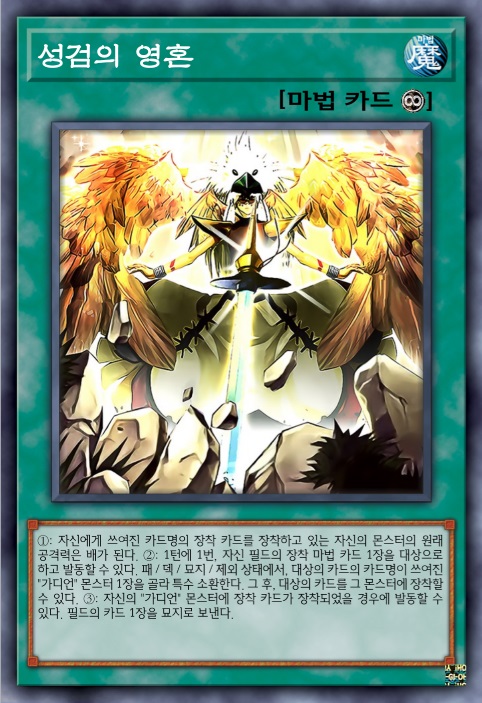 성검의 영혼
마법
魔
[마법 카드 ]
①: 자신에게 쓰여진 카드명의 장착 카드를 장착하고 있는 자신의 몬스터의 원래
공격력은 배가 된다. ②: 1턴에 1번, 자신 필드의 장착 마법 카드 1장을 대상으로
하고 발동할 수 있다. 패 / 덱 / 묘지 / 제외 상태에서, 대상의 카드의 카드명이 쓰여진
"가디언" 몬스터 1장을 골라 특수 소환한다. 그 후, 대상의 카드를 그 몬스터에 장착할
수 있다. ③: 자신의 "가디언" 몬스터에 장착 카드가 장착되었을 경우에 발동할 수
있다. 필드의 카드 1장을 묘지로 보낸다.